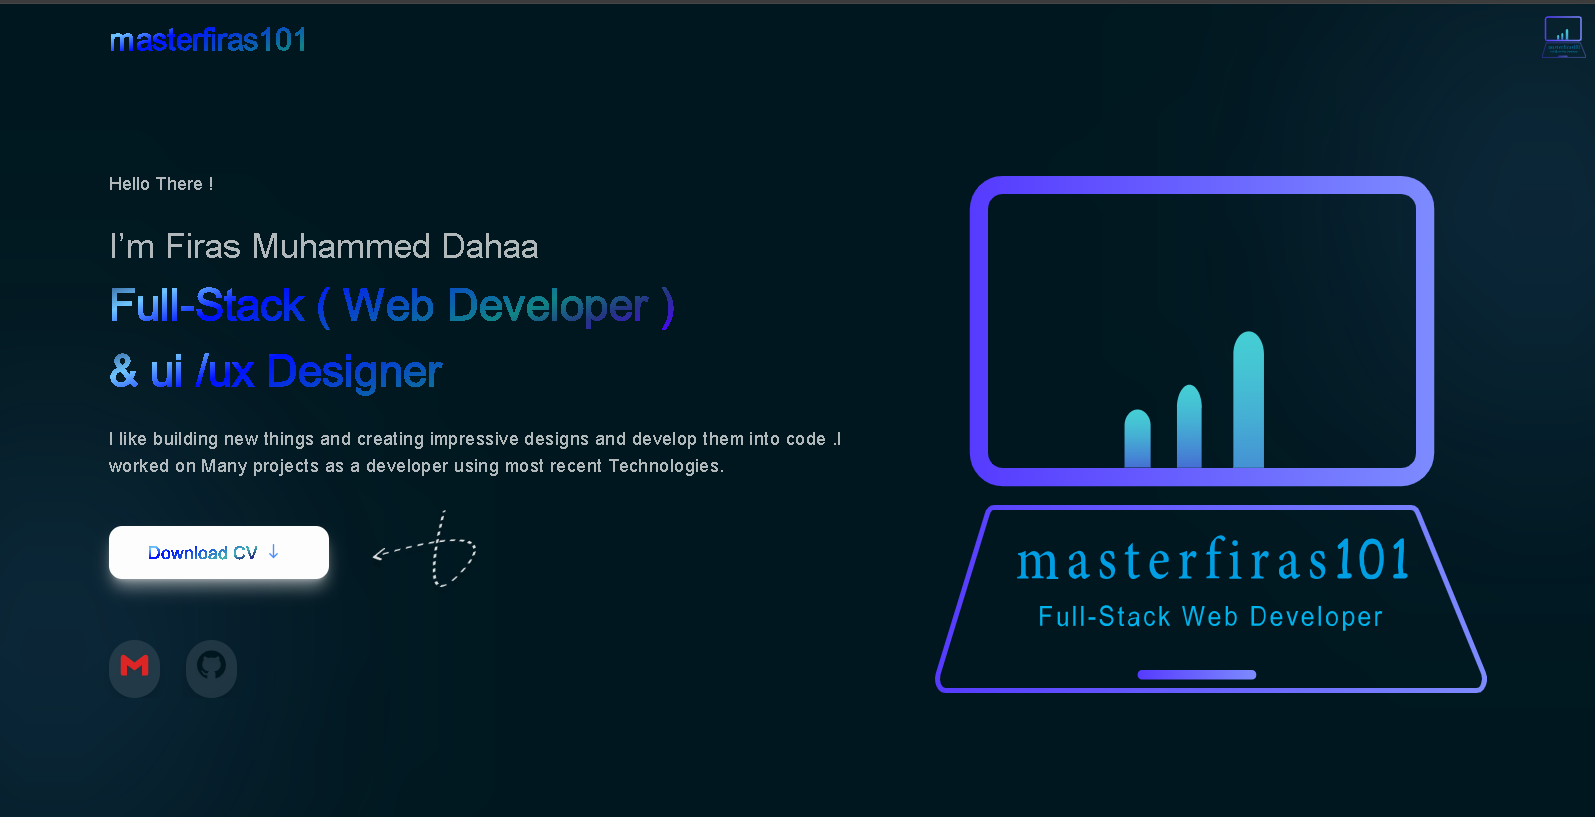 masterfiras101
Hello There !
I'm Firas Muhammed Dahaa
Full-Stack ( Web Developer )
& ui /ux Designer
I like building new things and creating impressive designs and develop them into code .I
worked on Many projects as a developer using most recent Technologies.
Download CV ↓
masterfiras101
Full-Stack Web Developer